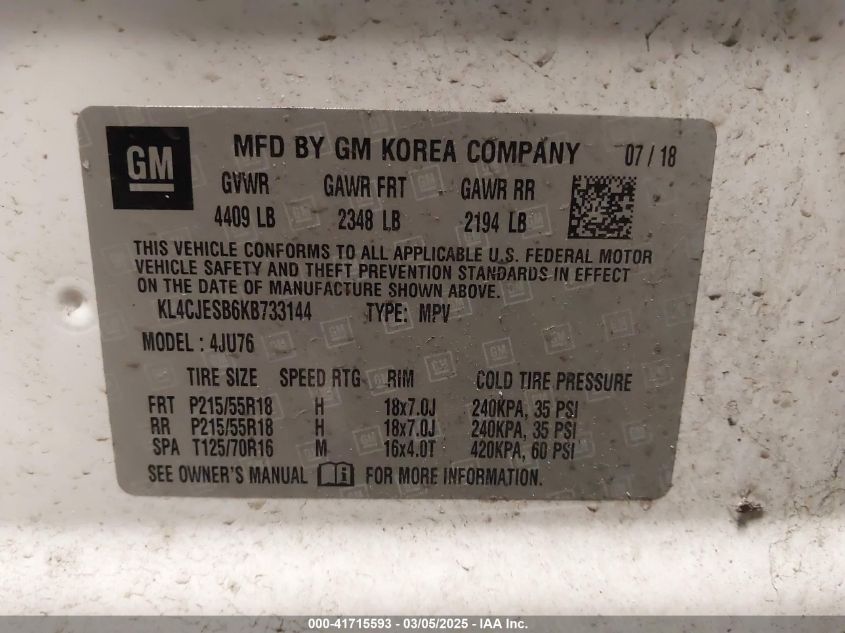 GM MFD BY GM KOREA COMPANY 07 / 18
GVWR GAWR FRT GAWR RR
4409 LB 2348 LB 2194 LB
THIS VEHICLE CONFORMS TO ALL APPLICABLE U.S. FEDERAL MOTOR
VEHICLE SAFETY AND THEFT PREVENTION STANDARDS IN EFFECT
ON THE DATE OF MANUFACTURE SHOWN ABOVE.
KL4CJESB6KB733144 TYPE: MPV
MODEL : 4JU76
TIRE SIZE SPEED RTG RIM COLD TIRE PRESSURE
FRT P215/55R18 H 18x7.0J 240KPA, 35 PSI
RR P215/55R18 H 18x7.0J 240KPA, 35 PSI
SPA T125/70R16 M 16x4.0T 420KPA, 60 PSI
SEE OWNER'S MANUAL FOR MORE INFORMATION.
000-41715593 - 03/05/2025 - IAA Inc.